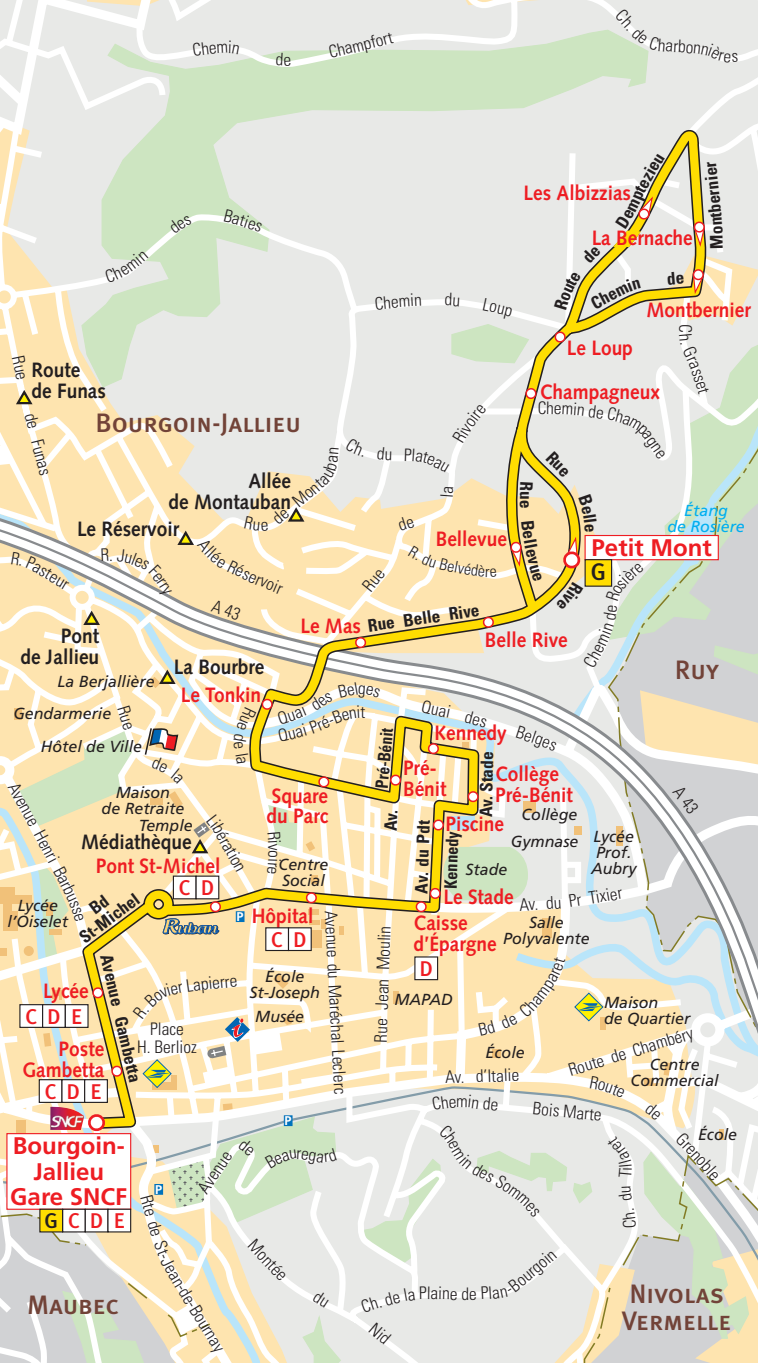 Chemin de Champfort
Ch. de Charbonnières
Les Albizzias
Route de Demptezieu
Montbernier
La Bernache
Chemin des Baties
Chemin de
Montbernier
Chemin du Loup
Le Loup
Ch. Grasset
Route
de Funas
Rue de Funas
Champagneux
Chemin de Champagne
BOURGOIN-JALLIEU
Rue de la Rivoire
Ch. du Plateau
Allée
de Montauban
Rue de Montauban
Rue Belle Rive
Rue Bellevue
Étang
de Rosière
Le Réservoir
Allée Réservoir
Bellevue
R. du Belvédère
Petit Mont
G
R. Pasteur
R. Jules Ferry
A 43
Chemin de Rosière
Pont
de Jallieu
Le Mas
Rue Belle Rive
Belle Rive
La Bourbre
La Berjallière
RUY
Le Tonkin
Quai des Belges
Quai Pré-Benit
Quai des Belges
Gendarmerie
Hôtel de Ville
Rue de la Libération
Rue de la Rivoire
Kennedy
Av. Pré-Bénit
Pré-
Bénit
Av. Stade
Collège
Pré-Bénit
A 43
Square
du Parc
Avenue Henri Barbusse
Maison
de Retraite
Temple
Médiathèque
Piscine
Collège
Gymnase
Lycée
Prof.
Aubry
Pont St-Michel
C D
Centre
Social
Av. du Pdt Kennedy
Stade
Lycée
l'Oiselet
Bd
St-Michel
Ruban
P
Hôpital
C D
Le Stade
Av. du Pr Tixier
Caisse
d'Épargne
D
Salle
Polyvalente
Lycée
C D E
Avenue Gambetta
R. Bovier Lapierre
École
St-Joseph
Musée
Avenue du Maréchal Leclerc
Rue Jean Moulin
MAPAD
Bd de Champaret
Maison
de Quartier
Place
H. Berlioz
i
Poste
Gambetta
C D E
École
Route de Chambéry
Centre
Commercial
Av. d'Italie
Route de Grenoble
SNCF
P
Chemin de Bois Marte
École
Bourgoin-
Jallieu
Gare SNCF
G C D E
P
Avenue de Beauregard
Chemin des Sommes
Ch. du Tillaret
Rte de St-Jean-de-Bournay
Montée du Nid
Ch. de la Plaine de Plan-Bourgoin
MAUBEC
NIVOLAS
VERMELLE